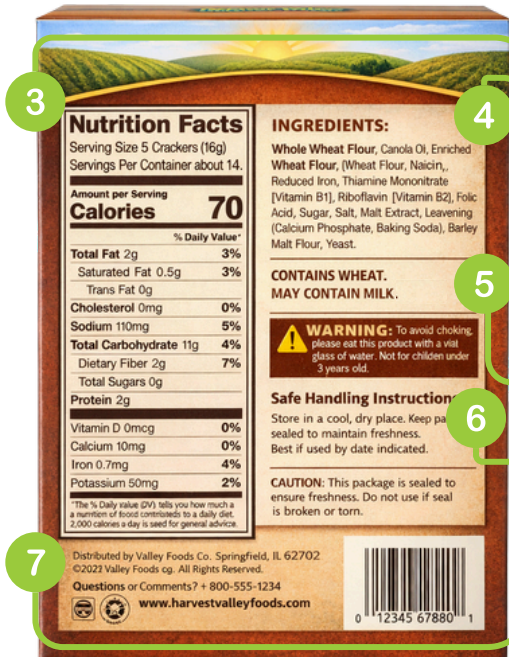 3
4
Nutrition Facts
Serving Size 5 Crackers (16g)
Servings Per Container about 14.
Amount per Serving
Calories 70
% Daily Value*
Total Fat 2g 3%
Saturated Fat 0.5g 3%
Trans Fat 0g
Cholesterol 0mg 0%
Sodium 110mg 5%
Total Carbohydrate 11g 4%
Dietary Fiber 2g 7%
Total Sugars 0g
Protein 2g
Vitamin D 0mcg 0%
Calcium 10mg 0%
Iron 0.7mg 4%
Potassium 50mg 2%
*The % Daily value (DV) tells you how much a
a numrtion of foord contristeds to a daily diet.
2,000 calories a day is seed for general advice.
INGREDIENTS:
Whole Wheat Flour, Canola Oi, Enriched
Wheat Flour, (Wheat Flour, Naicin,,
Reduced Iron, Thiamine Mononitrate
[Vitamin B1], Riboflavin [Vitamin B2], Folic
Acid, Sugar, Salt, Malt Extract, Leavening
(Calcium Phosphate, Baking Soda), Barley
Malt Flour, Yeast.
CONTAINS WHEAT.
MAY CONTAIN MILK.
5
WARNING: To avoid choking,
please eat this product with a vial
glass of water. Not for childen under
3 years old.
Safe Handling Instruction
Store in a cool, dry place. Keep pa
sealed to maintain freshness.
Best if used by date indicated.
6
CAUTION: This package is sealed to
ensure freshness. Do not use if seal
is broken or torn.
7
Distributed by Valley Foods Co. Springfield, IL 62702
©2022 Valley Foods cg. All Rights Reserved.
Questions or Comments? + 800-555-1234
www.harvestvalleyfoods.com
0 12345 67880 1